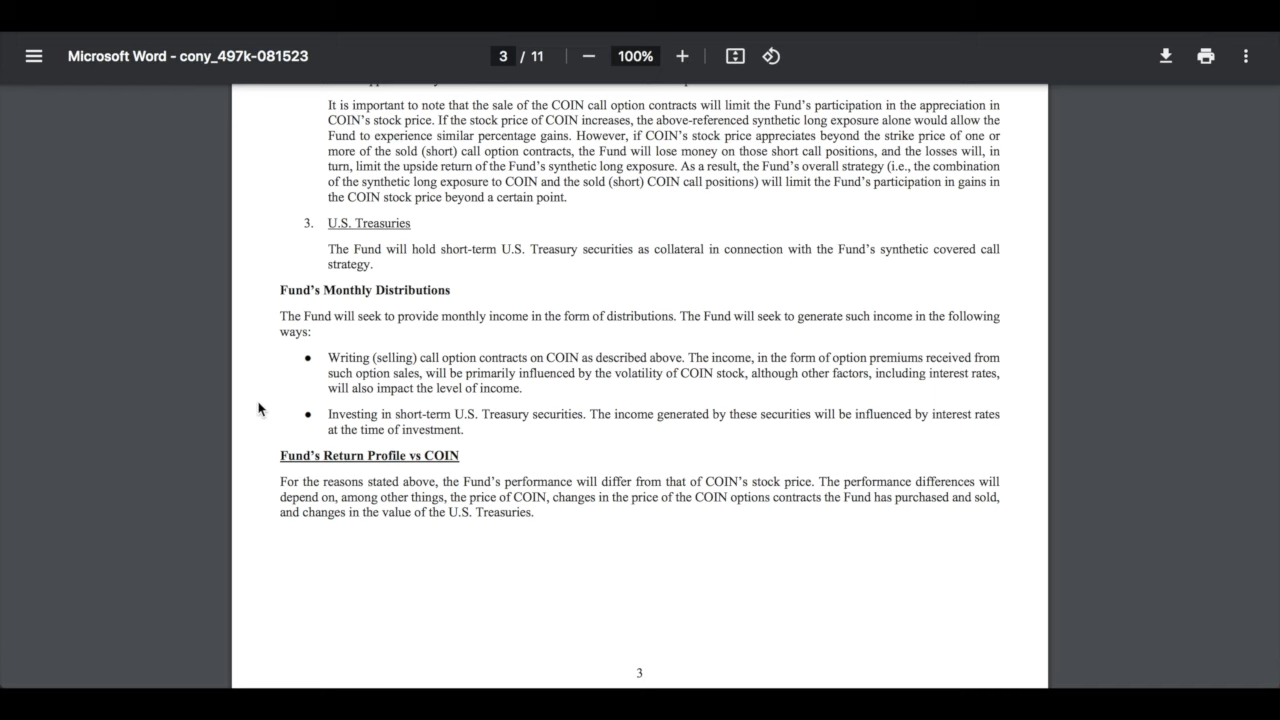 Microsoft Word - cony_497k-081523
3 / 11
100%
It is important to note that the sale of the COIN call option contracts will limit the Fund's participation in the appreciation in
COIN's stock price. If the stock price of COIN increases, the above-referenced synthetic long exposure alone would allow the
Fund to experience similar percentage gains. However, if COIN's stock price appreciates beyond the strike price of one or
more of the sold (short) call option contracts, the Fund will lose money on those short call positions, and the losses will, in
turn, limit the upside return of the Fund's synthetic long exposure. As a result, the Fund's overall strategy (i.e., the combination
of the synthetic long exposure to COIN and the sold (short) COIN call positions) will limit the Fund's participation in gains in
the COIN stock price beyond a certain point.
3. U.S. Treasuries
The Fund will hold short-term U.S. Treasury securities as collateral in connection with the Fund's synthetic covered call
strategy.
Fund's Monthly Distributions
The Fund will seek to provide monthly income in the form of distributions. The Fund will seek to generate such income in the following
ways:
● Writing (selling) call option contracts on COIN as described above. The income, in the form of option premiums received from
such option sales, will be primarily influenced by the volatility of COIN stock, although other factors, including interest rates,
will also impact the level of income.
● Investing in short-term U.S. Treasury securities. The income generated by these securities will be influenced by interest rates
at the time of investment.
Fund's Return Profile vs COIN
For the reasons stated above, the Fund's performance will differ from that of COIN's stock price. The performance differences will
depend on, among other things, the price of COIN, changes in the price of the COIN options contracts the Fund has purchased and sold,
and changes in the value of the U.S. Treasuries.
3